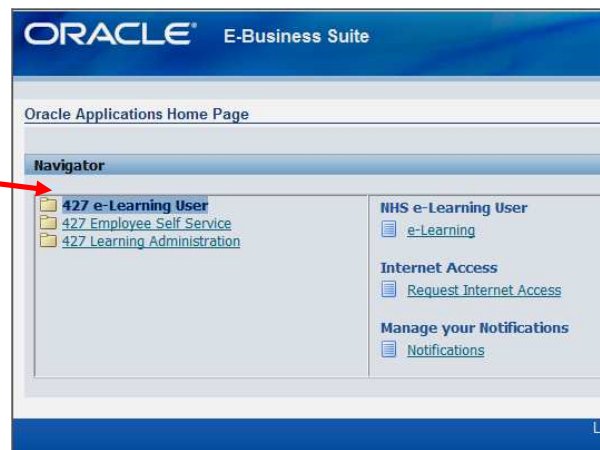 ORACLE® E-Business Suite
Oracle Applications Home Page
Navigator
427 e-Learning User
427 Employee Self Service
427 Learning Administration
NHS e-Learning User
e-Learning
Internet Access
Request Internet Access
Manage your Notifications
Notifications
L